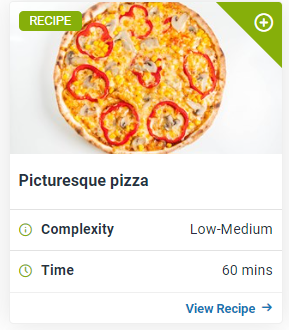 RECIPE
Picturesque pizza
Complexity Low-Medium
Time 60 mins
View Recipe